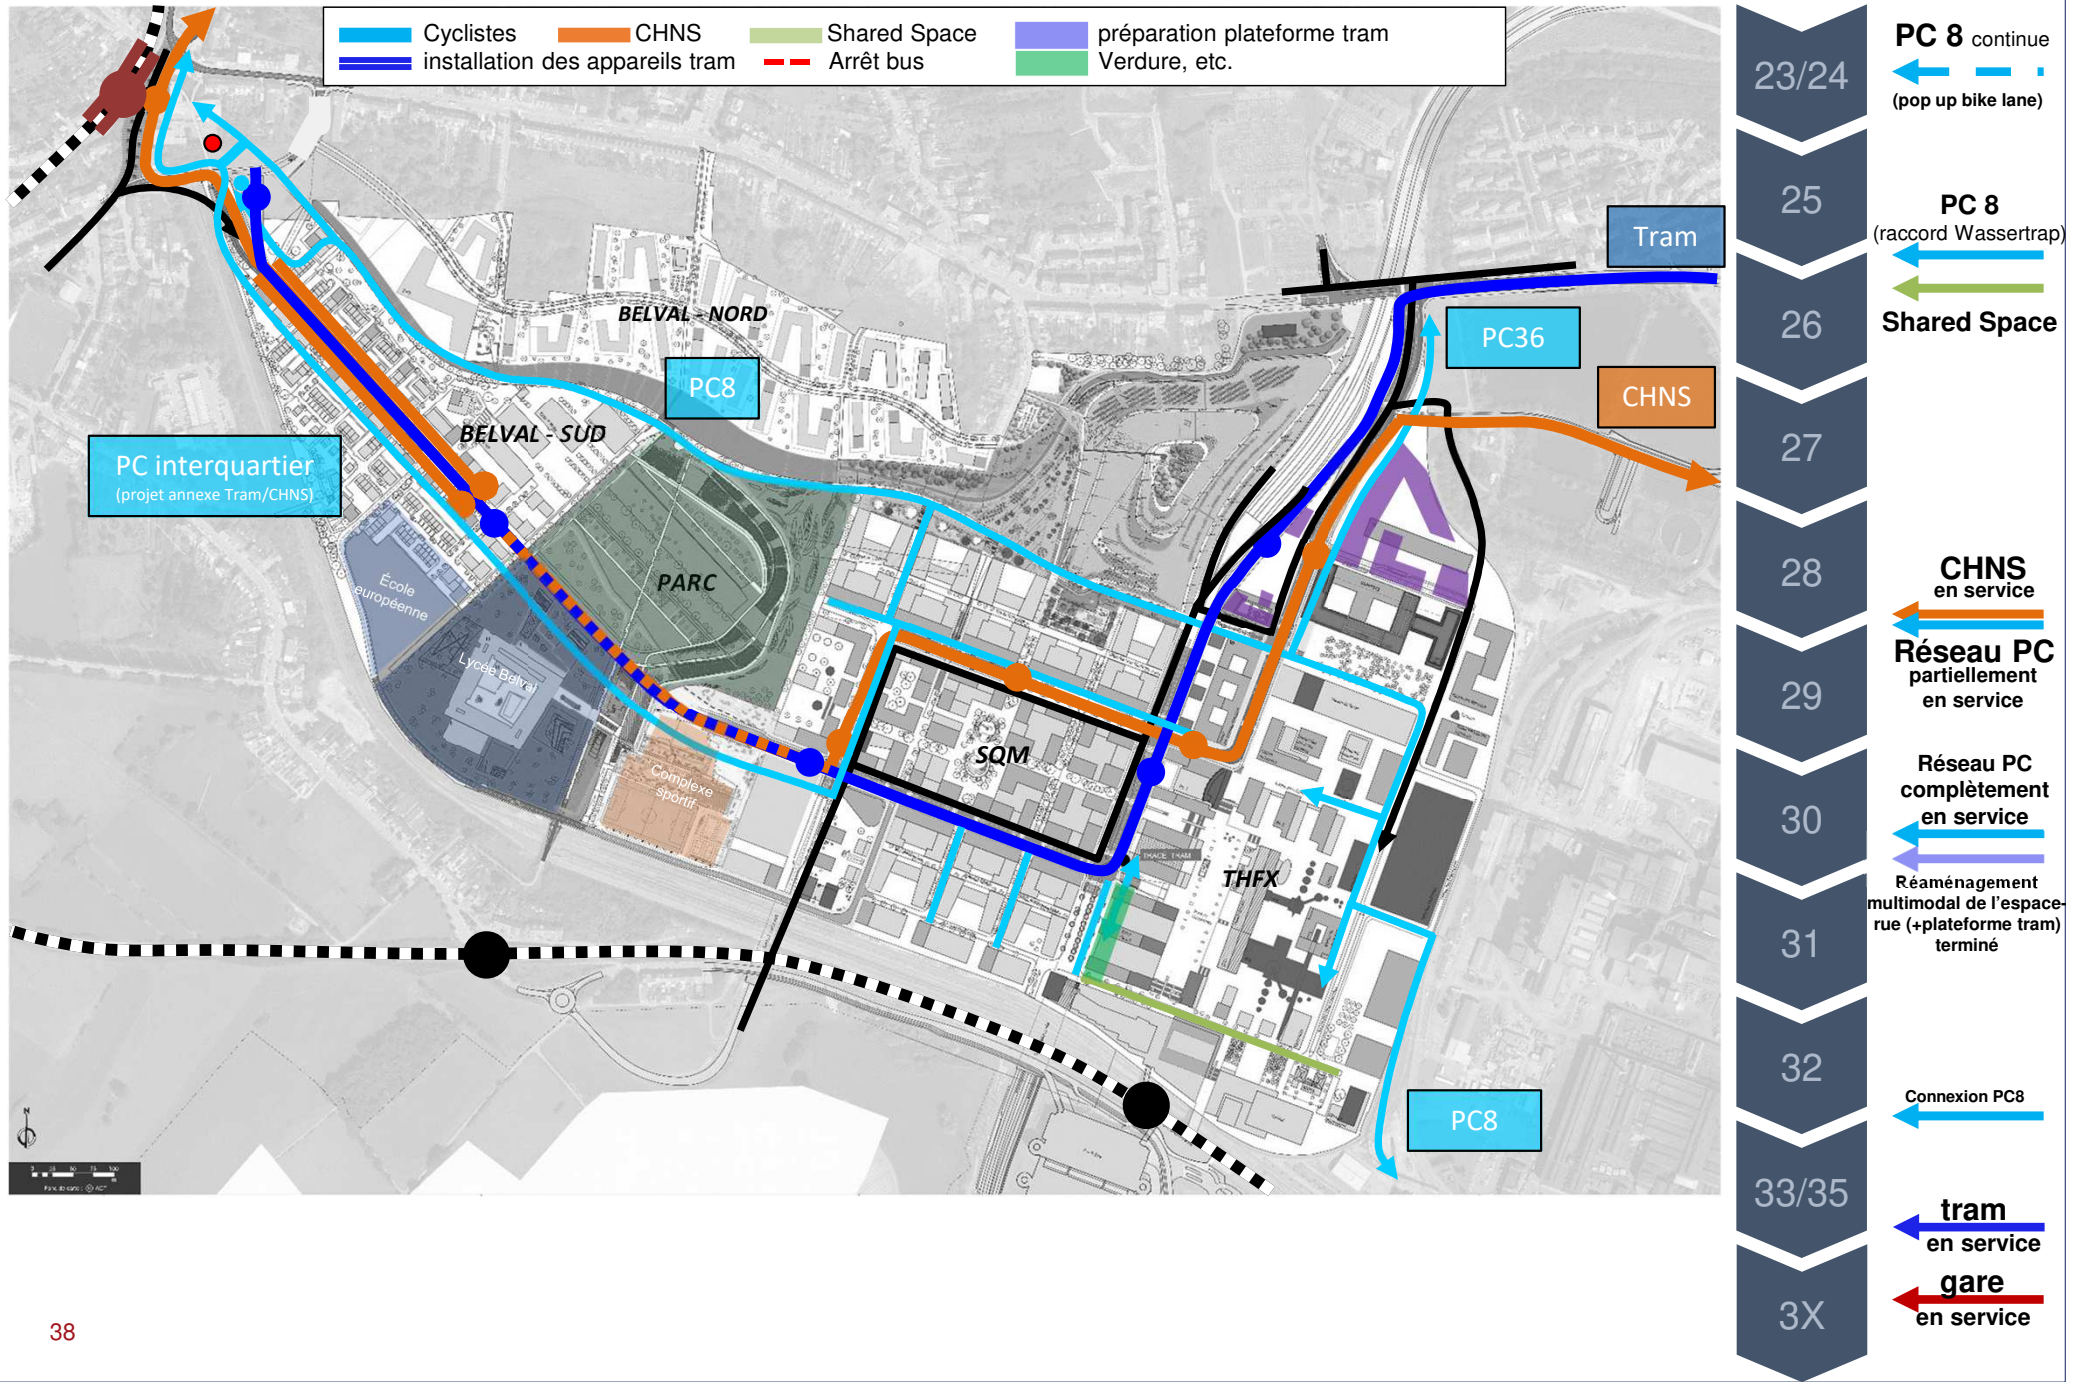 Cyclistes
CHNS
Shared Space
préparation plateforme tram
installation des appareils tram
Arrêt bus
Verdure, etc.
Tram
BELVAL - NORD
PC36
PC8
CHNS
BELVAL - SUD
PC interquartier
(projet annexe Tram/CHNS)
PARC
École
européenne
Lycée Belval
SQM
Complexe
sportif
TRACE TRAM
THFX
PC8
N
38
23/24
25
26
27
28
29
30
31
32
33/35
3X
PC 8 continue
(pop up bike lane)
PC 8
(raccord Wassertrap)
Shared Space
CHNS
en service
Réseau PC
partiellement
en service
Réseau PC
complètement
en service
Réaménagement
multimodal de l'espace-
rue (+plateforme tram)
terminé
Connexion PC8
tram
en service
gare
en service